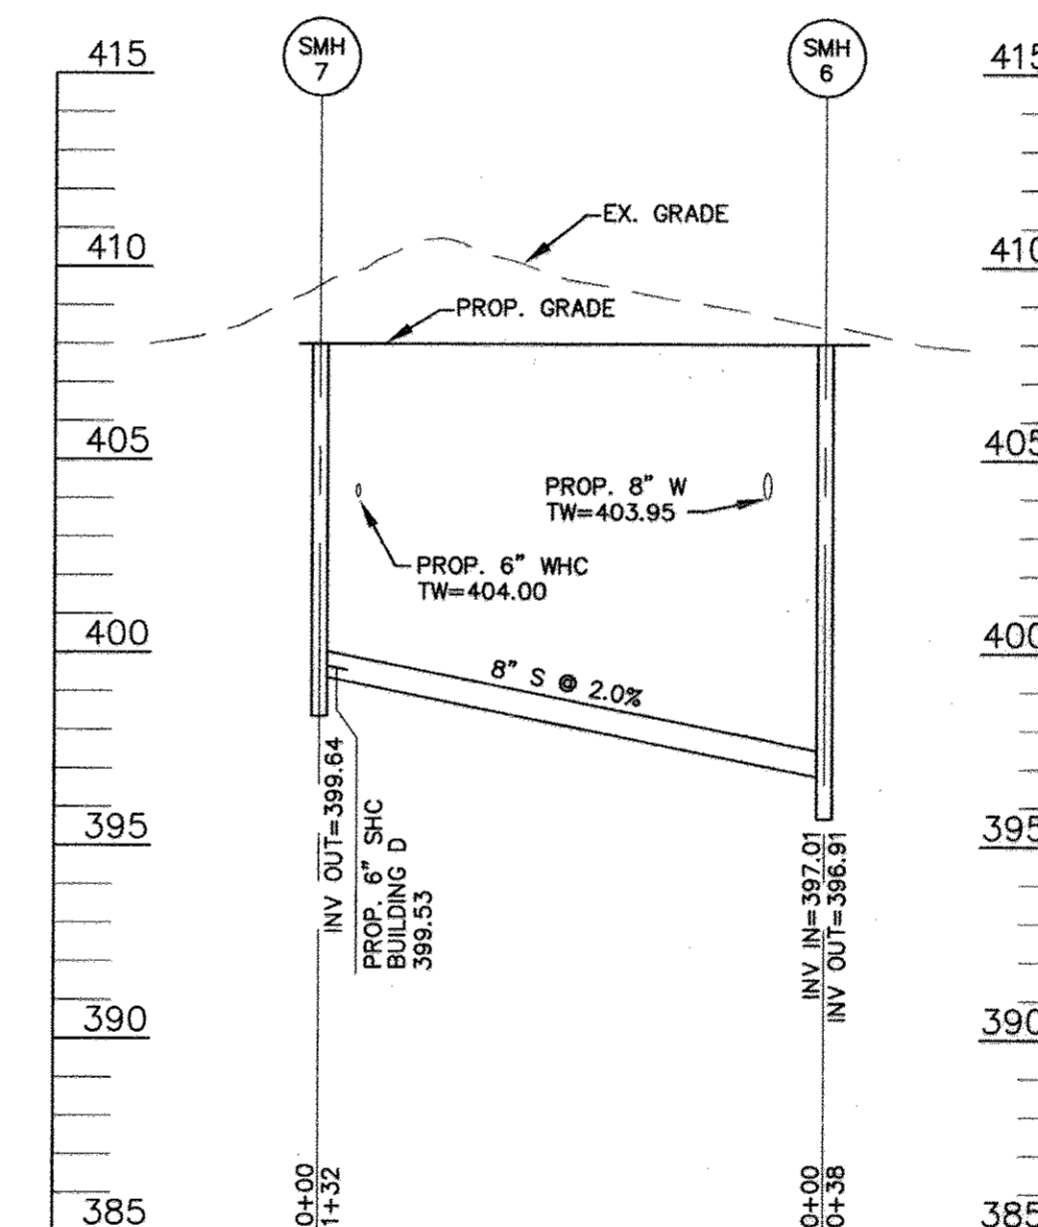 SMH
7
SMH
6
415
415
EX. GRADE
410
410
PROP. GRADE
405
405
PROP. 8" W
TW=403.95
PROP. 6" WHC
TW=404.00
400
400
8" S @ 2.0%
INV OUT=399.64
PROP. 6" SHC
BUILDING D
399.53
395
395
INV IN=397.01
INV OUT=396.91
390
390
0+00
1+32
0+00
0+38
385
385